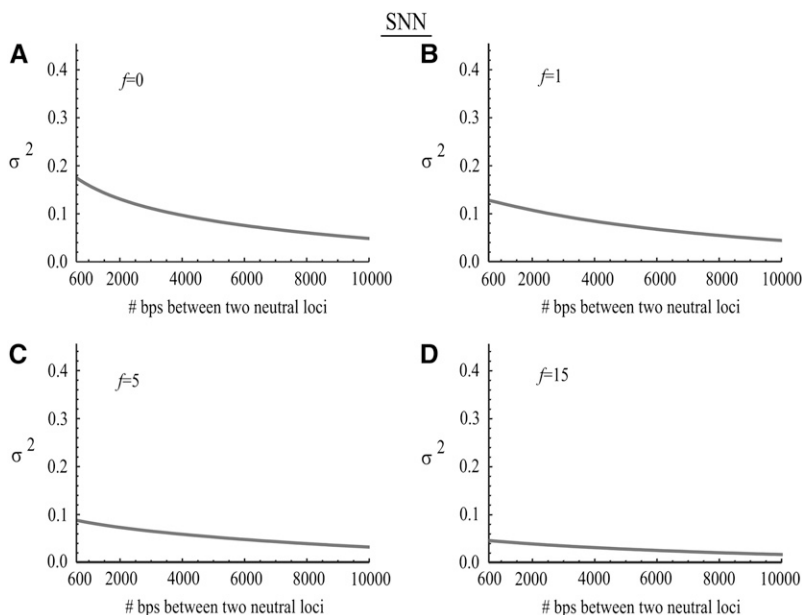 SNN
A
B
0.4
0.3
σ 2
0.2
0.1
0.0
f=0
600 2000 4000 6000 8000 10000
# bps between two neutral loci
0.4
0.3
σ 2
0.2
0.1
0.0
f=1
600 2000 4000 6000 8000 10000
# bps between two neutral loci
C
D
0.4
0.3
σ 2
0.2
0.1
0.0
f=5
600 2000 4000 6000 8000 10000
# bps between two neutral loci
0.4
0.3
σ 2
0.2
0.1
0.0
f=15
600 2000 4000 6000 8000 10000
# bps between two neutral loci